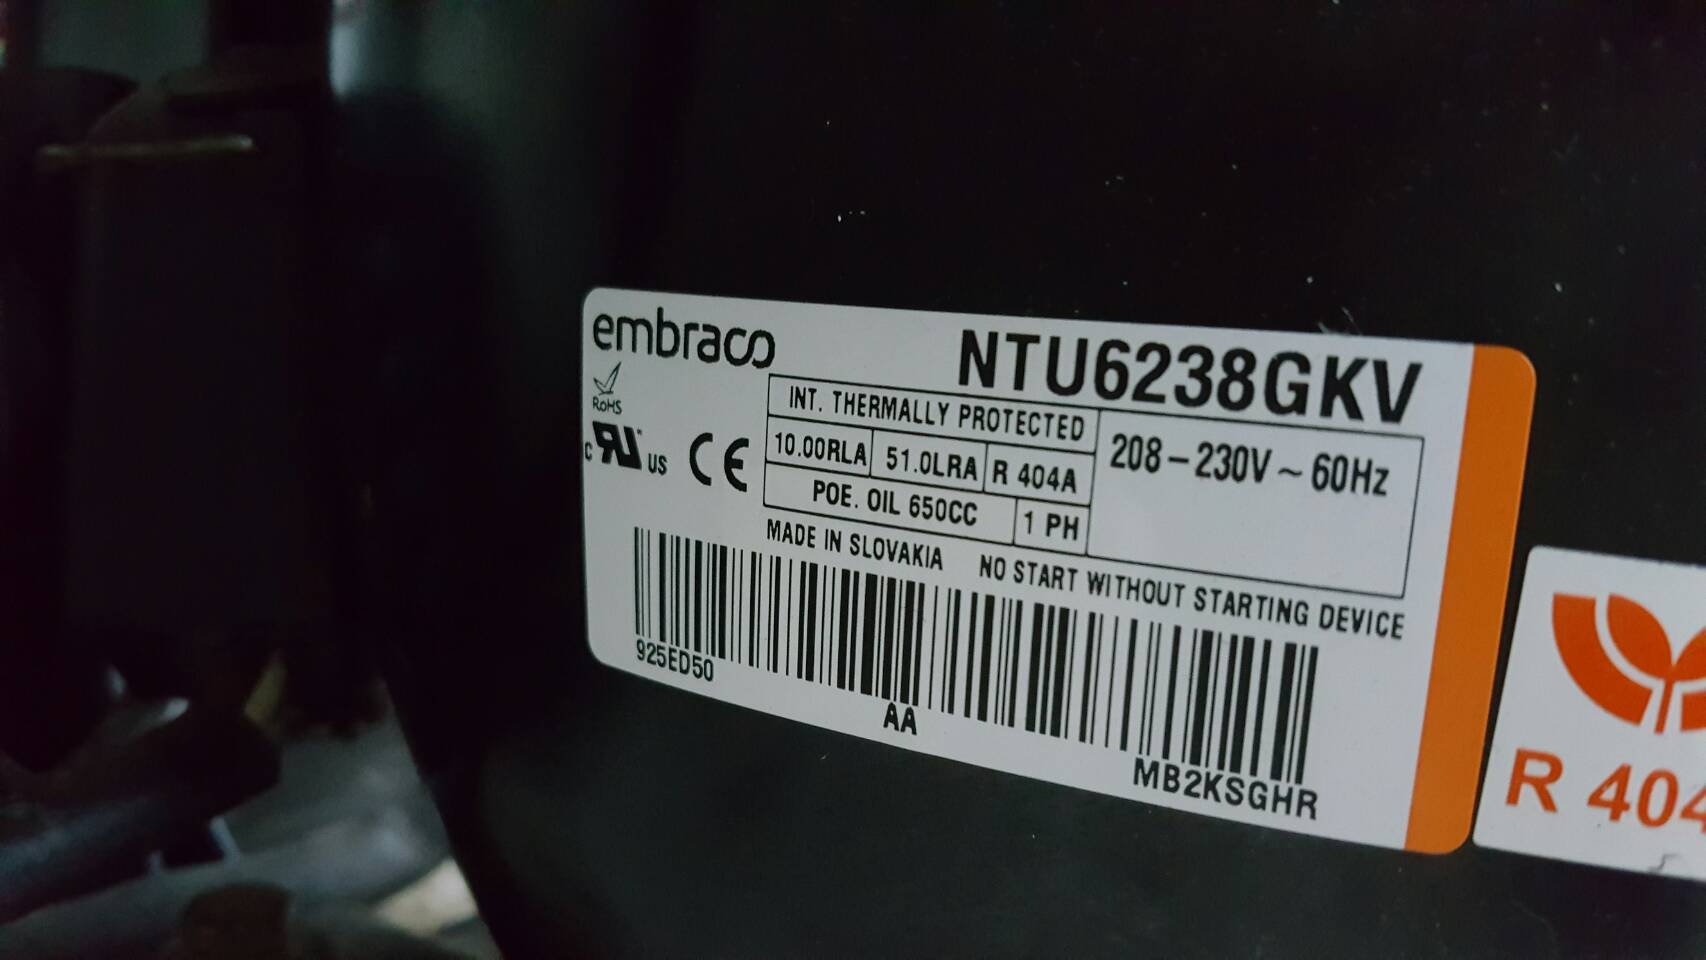 embraco
NTU6238GKV
RoHS
c RU US CE
INT. THERMALLY PROTECTED
10.00RLA 51.0LRA R 404A
208-230V~60Hz
POE. OIL 650CC 1 PH
MADE IN SLOVAKIA NO START WITHOUT STARTING DEVICE
925ED50
AA
MB2KSGHR
R 404